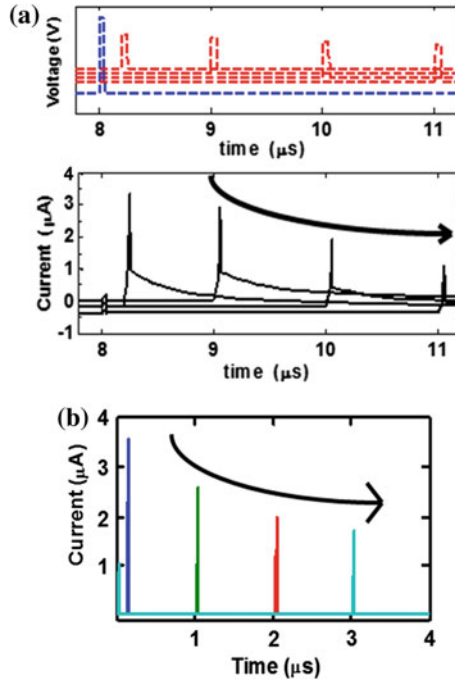 (a)
Voltage(V)
8 9 10 11
time (μs)
Current (μA)
4
3
2
1
0
-1
8 9 10 11
time (μs)
(b)
Current (μA)
4
3
2
1
1 2 3 4
Time (μs)